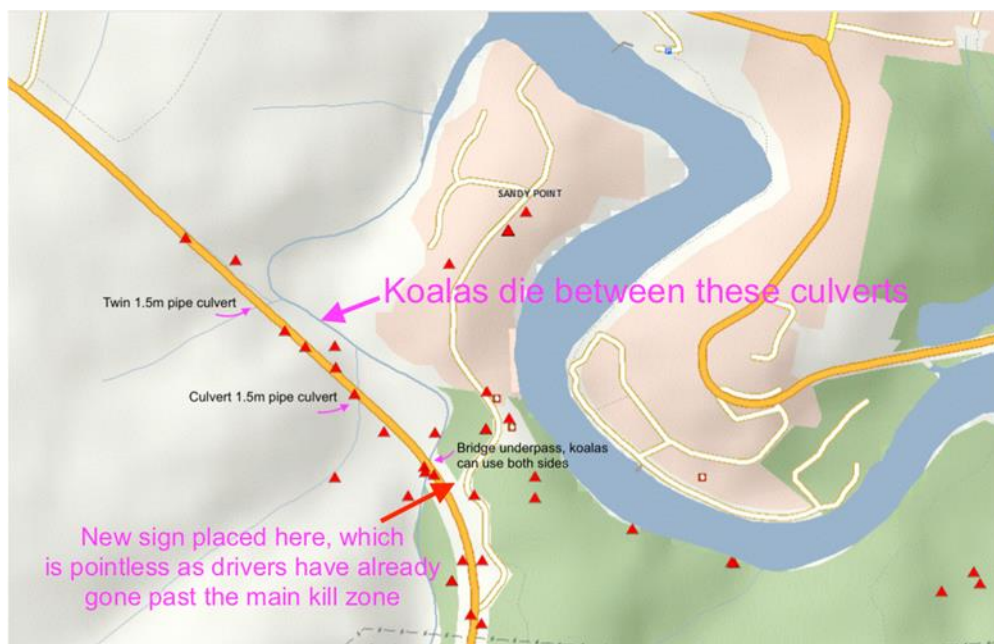 SANDY POINT
Koalas die between these culverts
Twin 1.5m pipe culvert
Culvert 1.5m pipe culvert
Bridge underpass, koalas
can use both sides
New sign placed here, which
is pointless as drivers have already
gone past the main kill zone